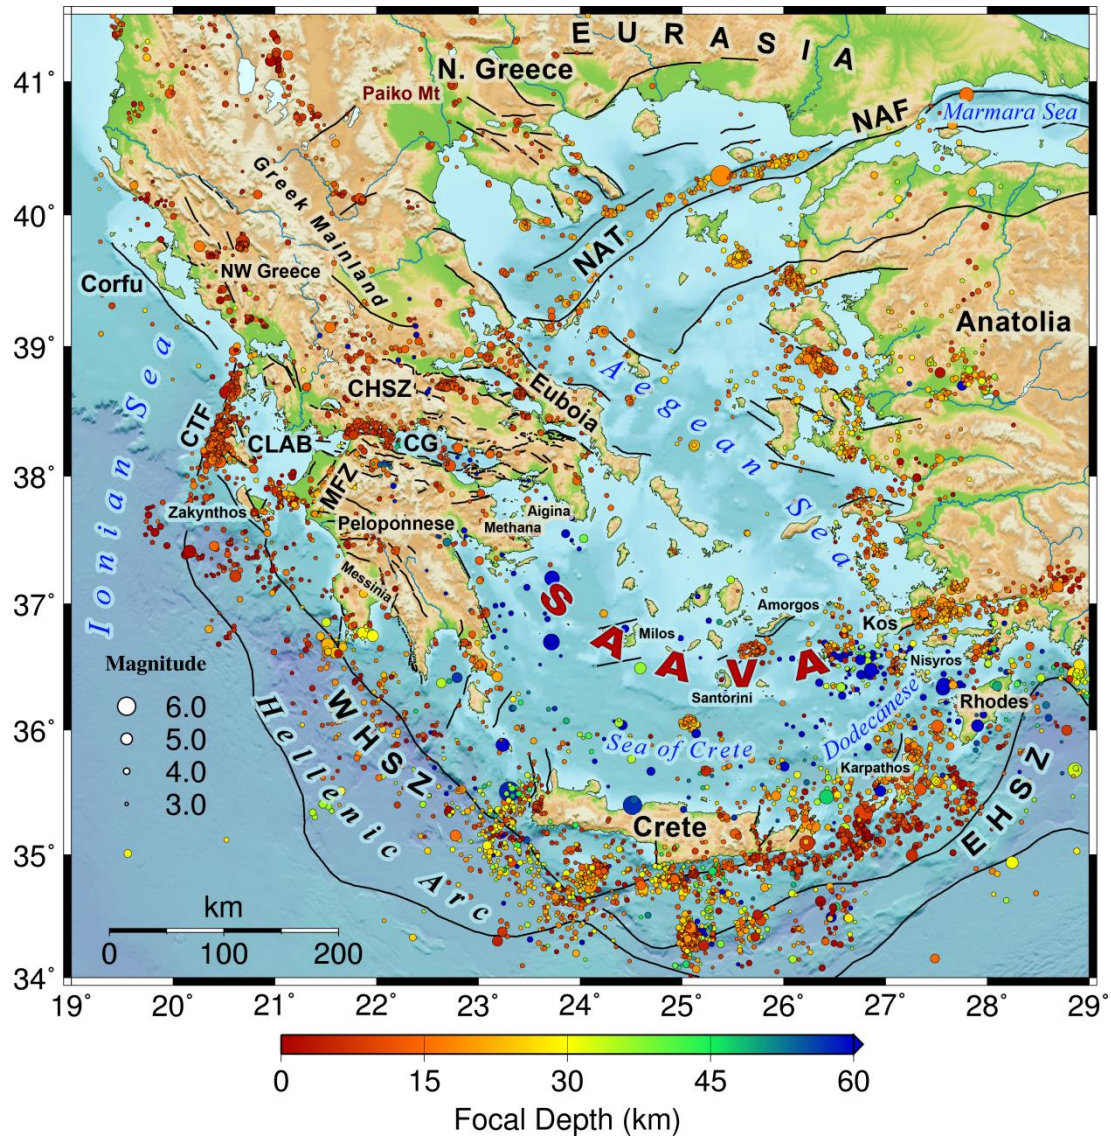 E U R A S I A
N. Greece
Paiko Mt
NAF
Marmara Sea
Greek Mainland
NAT
NW Greece
Corfu
Anatolia
Ionian Sea
Aegean Sea
CHSZ
Euboia
CTF
CLAB
CG
MFZ
Zakynthos
Peloponnese
Aigina
Methana
Messinia
S A A V A
Amorgos
Milos
Kos
Nisyros
Santorini
Rhodes
Dodecanese
Sea of Crete
Karpathos
Magnitude
6.0
5.0
4.0
3.0
WHSZ
Hellenic Arc
Crete
EHSZ
km
0 100 200
41˚
40˚
39˚
38˚
37˚
36˚
35˚
34˚
19˚ 20˚ 21˚ 22˚ 23˚ 24˚ 25˚ 26˚ 27˚ 28˚ 29˚
0 15 30 45 60
Focal Depth (km)